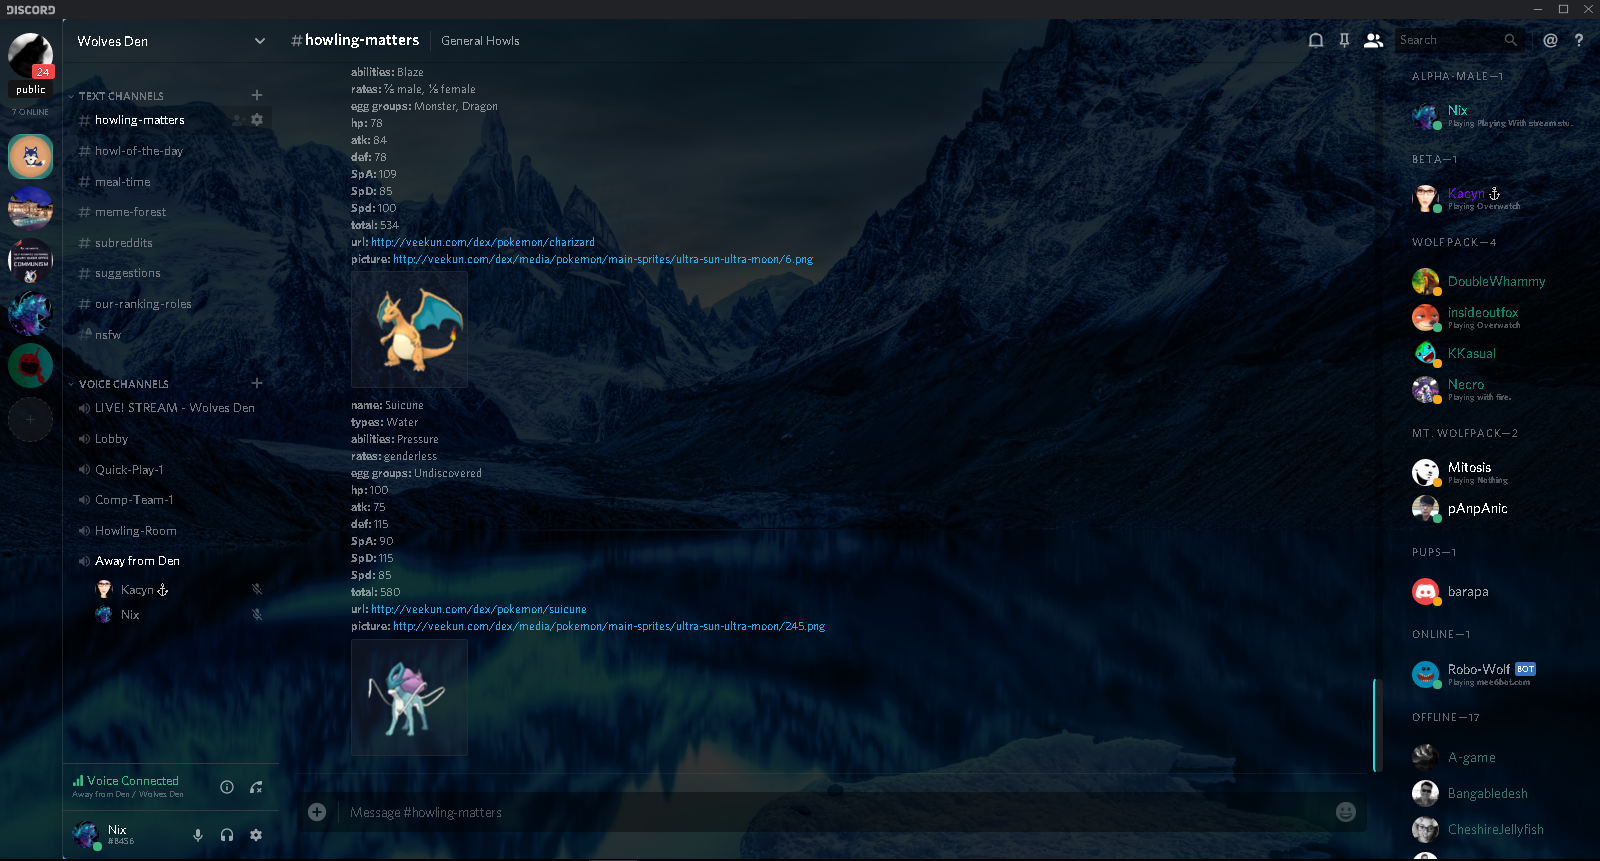 DISCORD
24
public
7 ONLINE
Wolves Den
TEXT CHANNELS
# howling-matters
# howl-of-the-day
# meal-time
# meme-forest
# subreddits
# suggestions
# our-ranking-roles
nsfw
VOICE CHANNELS
LIVE! STREAM - Wolves Den
Lobby
Quick-Play-1
Comp-Team-1
Howling-Room
Away from Den
Kacyn
Nix
Voice Connected
Away from Den / Wolves Den
Nix
#8456
#howling-matters
General Howls
Search
abilities: Blaze
rates: ⅞ male, ⅛ female
egg groups: Monster, Dragon
hp: 78
atk: 84
def: 78
SpA: 109
SpD: 85
Spd: 100
total: 534
url: http://veekun.com/dex/pokemon/charizard
picture: http://veekun.com/dex/media/pokemon/main-sprites/ultra-sun-ultra-moon/6.png
name: Suicune
types: Water
abilities: Pressure
rates: genderless
egg groups: Undiscovered
hp: 100
atk: 75
def: 115
SpA: 90
SpD: 115
Spd: 85
total: 580
url: http://veekun.com/dex/pokemon/suicune
picture: http://veekun.com/dex/media/pokemon/main-sprites/ultra-sun-ultra-moon/245.png
Message #howling-matters
ALPHA-MALE—1
Nix
Playing Playing With stream stu..
BETA—1
Kacyn
Playing Overwatch
WOLFPACK—4
DoubleWhammy
insideoutfox
Playing Overwatch
KKasual
Necro
Playing with fire.
MT. WOLFPACK—2
Mitosis
Playing Nothing
pAnpAnic
PUPS—1
barapa
ONLINE—1
Robo-Wolf BOT
Playing mee6bot.com
OFFLINE—17
A-game
Bangabledesh
CheshireJellyfish
COMMUNISM